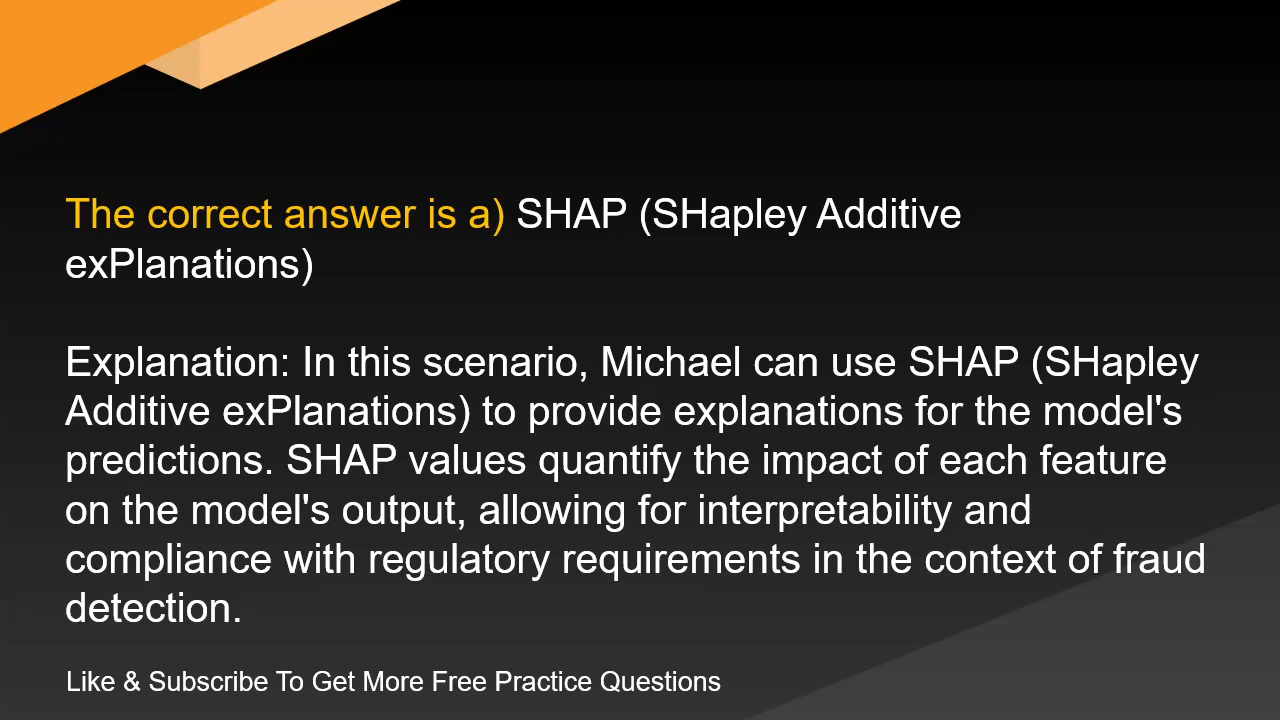 The correct answer is a) SHAP (SHapley Additive
exPlanations)
Explanation: In this scenario, Michael can use SHAP (SHapley
Additive exPlanations) to provide explanations for the model's
predictions. SHAP values quantify the impact of each feature
on the model's output, allowing for interpretability and
compliance with regulatory requirements in the context of fraud
detection.
Like & Subscribe To Get More Free Practice Questions